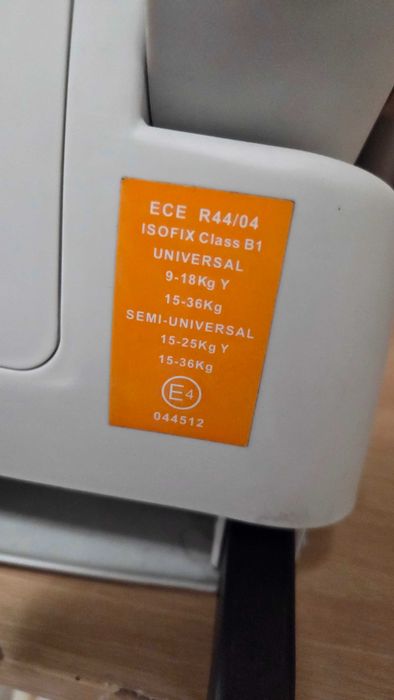 ECE R44/04
ISOFIX Class B1
UNIVERSAL
9-18Kg Y
15-36Kg
SEMI-UNIVERSAL
15-25Kg Y
15-36Kg
E4
044512